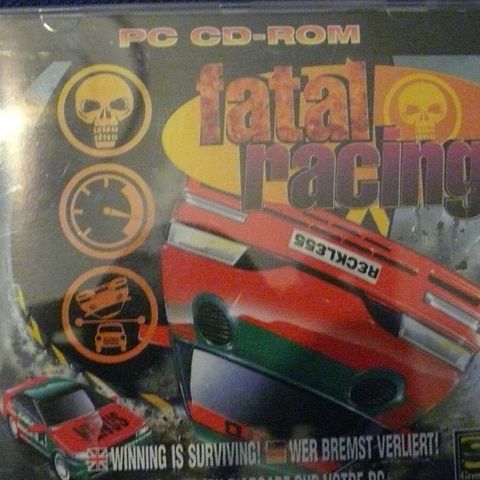 PC CD-ROM
fatal
racing
RECKLESS
WINNING IS SURVIVING!
WER BREMST VERLIERT!